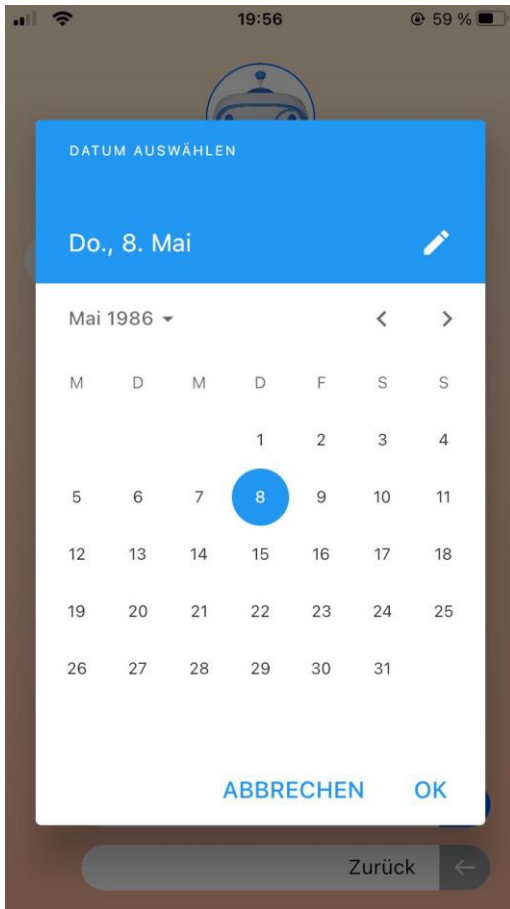 19:56
59 %
DATUM AUSWÄHLEN
Do., 8. Mai
Mai 1986
M D M D F S S
1 2 3 4
5 6 7 8 9 10 11
12 13 14 15 16 17 18
19 20 21 22 23 24 25
26 27 28 29 30 31
ABBRECHEN OK
Zurück